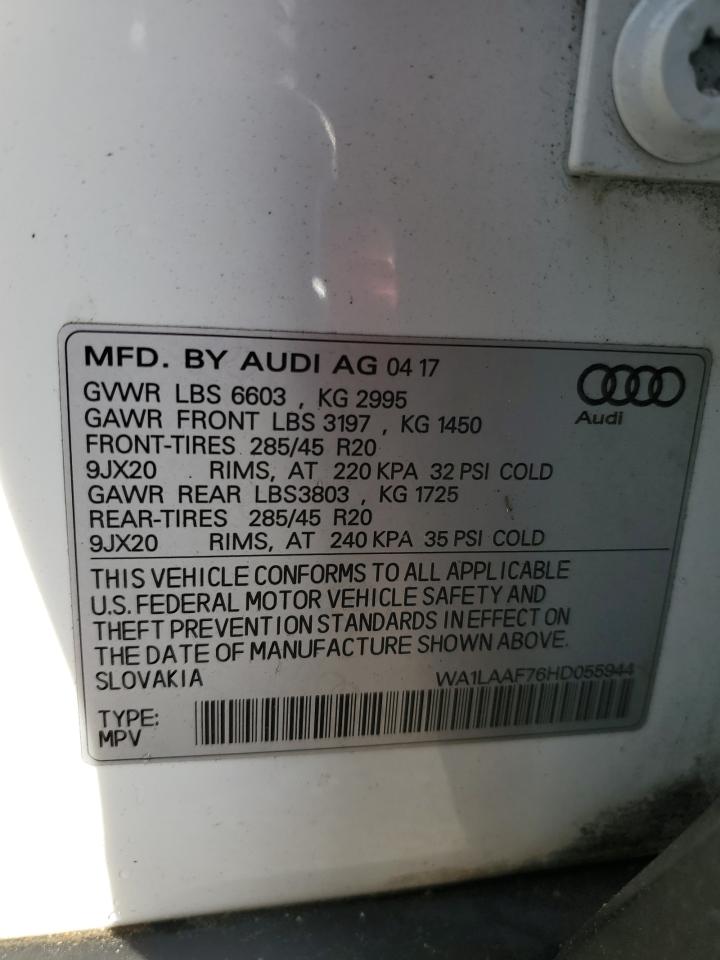 MFD. BY AUDI AG 04 17
GVWR LBS 6603 , KG 2995
GAWR FRONT LBS 3197 , KG 1450
FRONT-TIRES 285/45 R20
9JX20 RIMS, AT 220 KPA 32 PSI COLD
GAWR REAR LBS3803 , KG 1725
REAR-TIRES 285/45 R20
9JX20 RIMS, AT 240 KPA 35 PSI COLD
Audi
THIS VEHICLE CONFORMS TO ALL APPLICABLE
U.S. FEDERAL MOTOR VEHICLE SAFETY AND
THEFT PREVENTION STANDARDS IN EFFECT ON
THE DATE OF MANUFACTURE SHOWN ABOVE.
SLOVAKIA WA1LAAF76HD055944
TYPE:
MPV